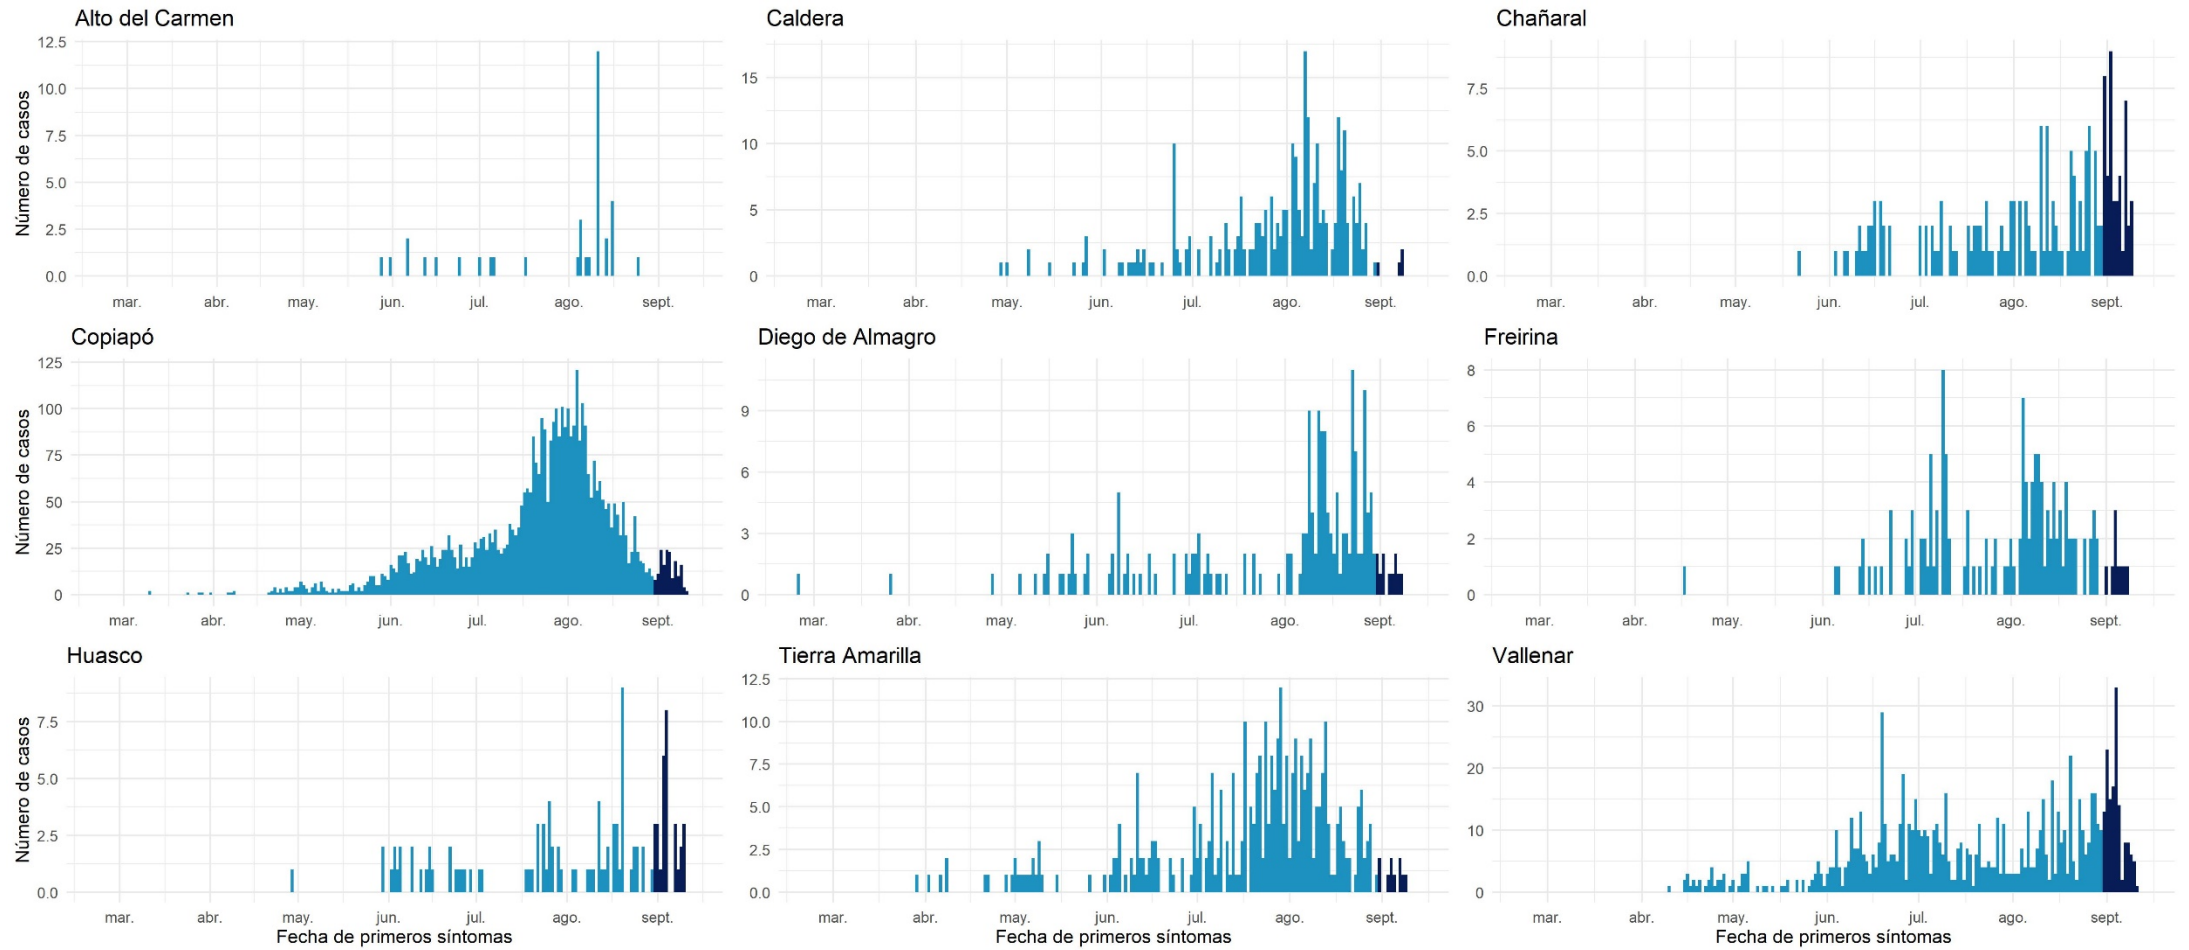 Alto del Carmen
Caldera
Chañaral
Número de casos
12.5
10.0
7.5
5.0
2.5
0.0
mar. abr. may. jun. jul. ago. sept.
15
10
5
0
mar. abr. may. jun. jul. ago. sept.
7.5
5.0
2.5
0.0
mar. abr. may. jun. jul. ago. sept.
Copiapó
Diego de Almagro
Freirina
Número de casos
125
100
75
50
25
0
mar. abr. may. jun. jul. ago. sept.
9
6
3
0
mar. abr. may. jun. jul. ago. sept.
8
6
4
2
0
mar. abr. may. jun. jul. ago. sept.
Huasco
Tierra Amarilla
Vallenar
Número de casos
7.5
5.0
2.5
0.0
mar. abr. may. jun. jul. ago. sept.
Fecha de primeros síntomas
12.5
10.0
7.5
5.0
2.5
0.0
mar. abr. may. jun. jul. ago. sept.
Fecha de primeros síntomas
30
20
10
0
mar. abr. may. jun. jul. ago. sept.
Fecha de primeros síntomas